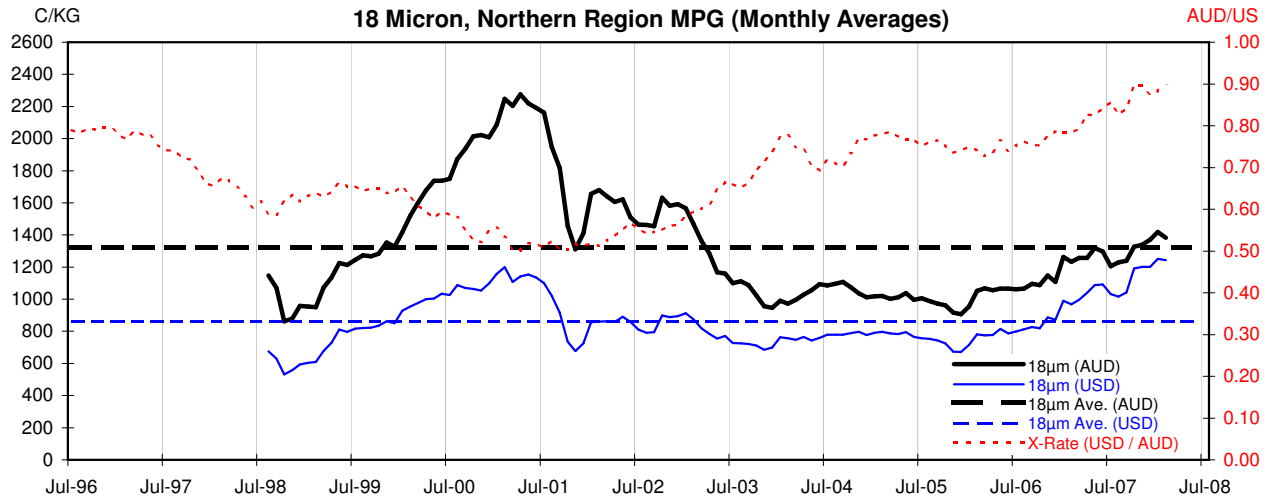 C/KG
18 Micron, Northern Region MPG (Monthly Averages)
AUD/US
2600
2400
2200
2000
1800
1600
1400
1200
1000
800
600
400
200
0
1.00
0.90
0.80
0.70
0.60
0.50
0.40
0.30
0.20
0.10
0.00
18µm (AUD)
18µm (USD)
18µm Ave. (AUD)
18µm Ave. (USD)
X-Rate (USD / AUD)
Jul-96 Jul-97 Jul-98 Jul-99 Jul-00 Jul-01 Jul-02 Jul-03 Jul-04 Jul-05 Jul-06 Jul-07 Jul-08